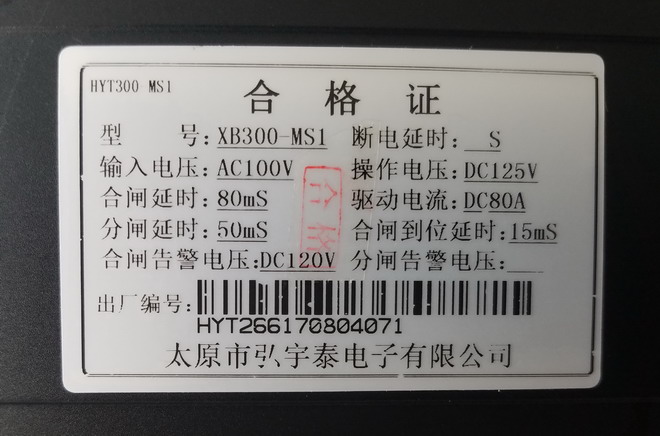 HYT300 MS1
合格证
型 号: XB300-MS1 断电延时: S
输入电压: AC100V 操作电压: DC125V
合闸延时: 80mS 驱动电流: DC80A
分闸延时: 50mS 合闸到位延时: 15mS
合闸告警电压: DC120V 分闸告警电压:
合格
出厂编号:
HYT266170804071
太原市弘宇泰电子有限公司